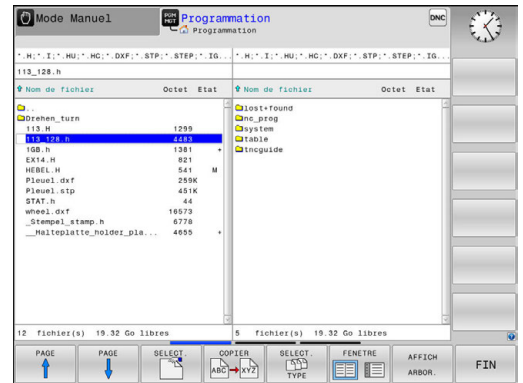 Mode Manuel
PGM
MGT
Programmation
Programmation
DNC
*.H;*.I;*.HU;*.HC;*.DXF;*.STP;*.STEP;*.IG...
*.H;*.I;*.HU;*.HC;*.DXF;*.STP;*.STEP;*.IG...
113_128.h
Nom de fichier Octet Etat
Nom de fichier Octet Etat
..
Drehen_turn
113.H 1299
113_128.h 4483
1GB.h 1381 +
EX14.H 821
HEBEL.H 541 M
Pleuel.dxf 259K
Pleuel.stp 451K
STAT.h 44
wheel.dxf 16573
_Stempel_stamp.h 6778
__Halteplatte_holder_pla... 4655 +
lost+found
nc_prog
system
table
tncguide
12 fichier(s) 19.32 Go libres
5 fichier(s) 19.32 Go libres
PAGE
PAGE
SELECT.
COPIER
ABC XYZ
SELECT.
TYPE
FENETRE
AFFICH
ARBOR.
FIN